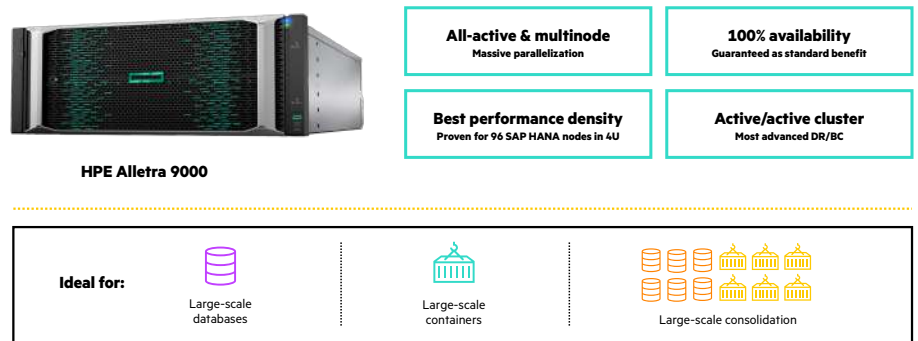 All-active & multinode
Massive parallelization
100% availability
Guaranteed as standard benefit
Best performance density
Proven for 96 SAP HANA nodes in 4U
Active/active cluster
Most advanced DR/BC
HPE Alletra 9000
Ideal for:
Large-scale
databases
Large-scale
containers
Large-scale consolidation